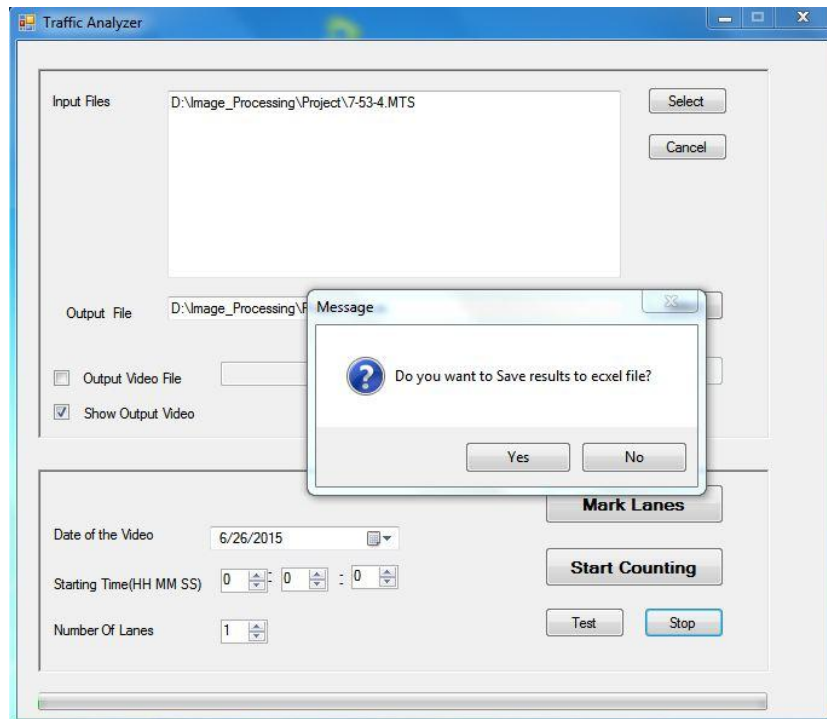 Traffic Analyzer
Input Files
D:\Image_Processing\Project\7-53-4.MTS
Select
Cancel
Output File
D:\Image_Processing\
Message
Do you want to Save results to ecxel file?
Yes
No
Output Video File
Show Output Video
Mark Lanes
Date of the Video
6/26/2015
Start Counting
Starting Time(HH MM SS)
0 : 0 : 0
Number Of Lanes
1
Test
Stop